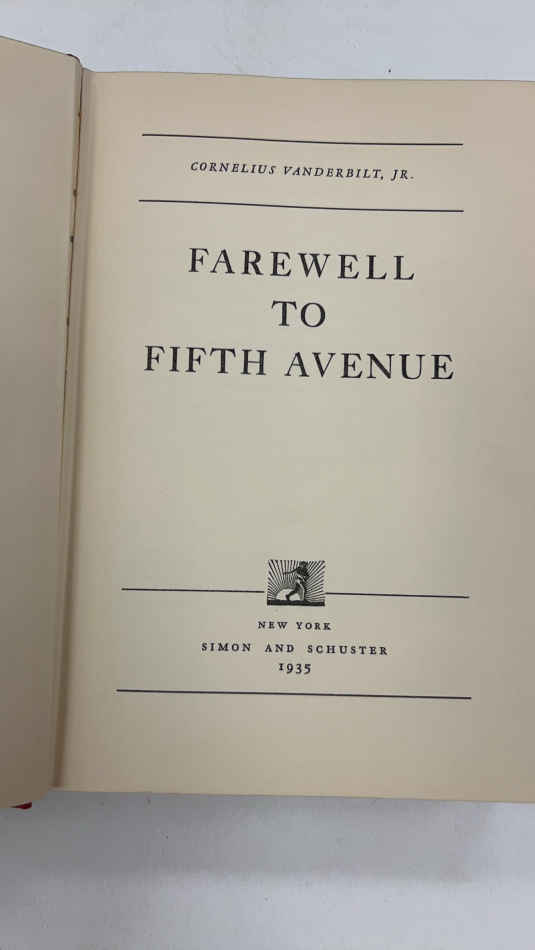 CORNELIUS VANDERBILT, JR.
FAREWELL
TO
FIFTH AVENUE
NEW YORK
SIMON AND SCHUSTER
1935